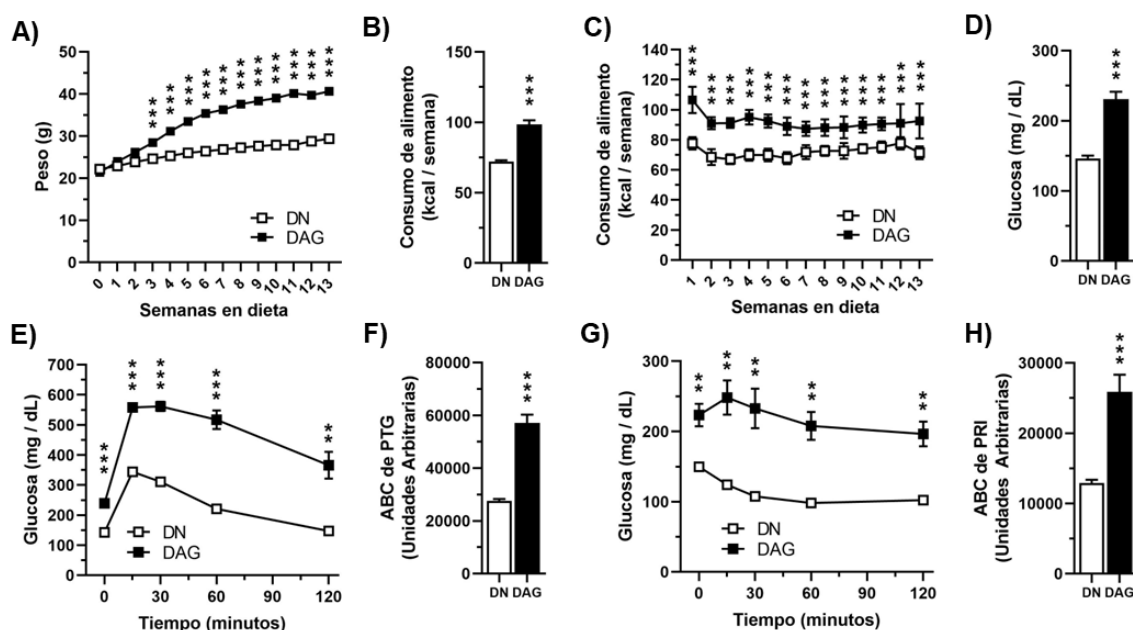 A)
Peso (g)
50
40
30
20
10
0
*** *** *** *** *** *** *** *** *** *** ***
DN
DAG
0 1 2 3 4 5 6 7 8 9 10 11 12 13
Semanas en dieta
B)
Consumo de alimento
(kcal / semana)
150
100
75
50
0
***
DN DAG
C)
Consumo de alimento
(kcal / semana)
140
120
100
80
60
40
20
0
*** *** *** *** *** *** *** *** *** *** *** *** ***
DN
DAG
1 2 3 4 5 6 7 8 9 10 11 12 13
Semanas en dieta
D)
Glucosa (mg / dL)
300
200
150
100
0
***
DN DAG
E)
Glucosa (mg / dL)
700
600
500
450
400
300
200
100
0
*** *** *** *** **
DN
DAG
0 30 60 90 120
Tiempo (minutos)
F)
ABC de PTG
(Unidades Arbitrarias)
80000
60000
40000
20000
0
***
DN DAG
G)
Glucosa (mg / dL)
300
250
200
150
100
50
0
** ** ** ** **
DN
DAG
0 30 60 90 120
Tiempo (minutos)
H)
ABC de PRI
(Unidades Arbitrarias)
30000
20000
10000
0
***
DN DAG